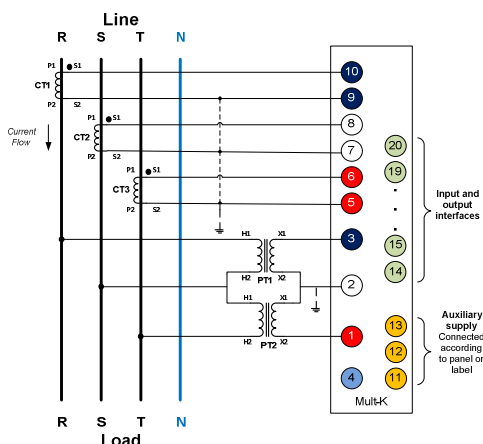 Line
R S T N
P1 S1
CT1
P2 S2
Current
Flow
P1 S1
CT2
P2 S2
P1 S1
CT3
P2 S2
10
9
8
7
6
5
3
2
1
4
20
19
15
14
13
12
11
H1 X1
H2 PT1 X2
H1 X1
H2 PT2 X2
Input and
output
interfaces
Auxiliary
supply
Connected
according
to panel or
label
Mult-K
R S T N
Load